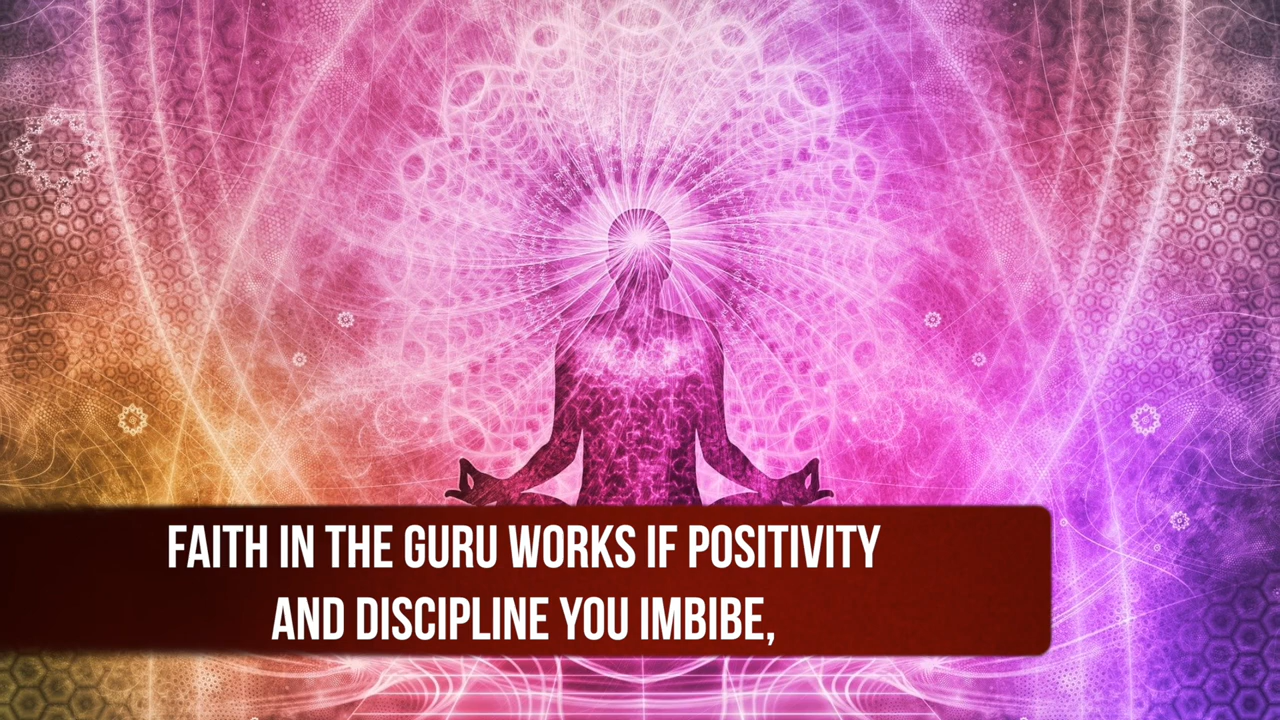 FAITH IN THE GURU WORKS IF POSITIVITY
AND DISCIPLINE YOU IMBIBE,